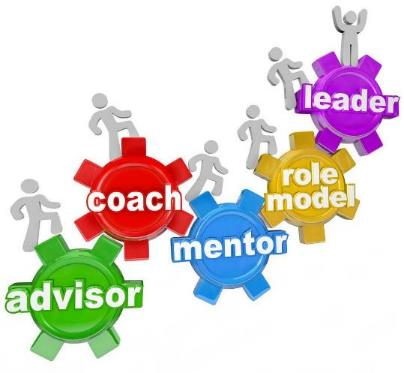 leader
role
model
coach
mentor
advisor